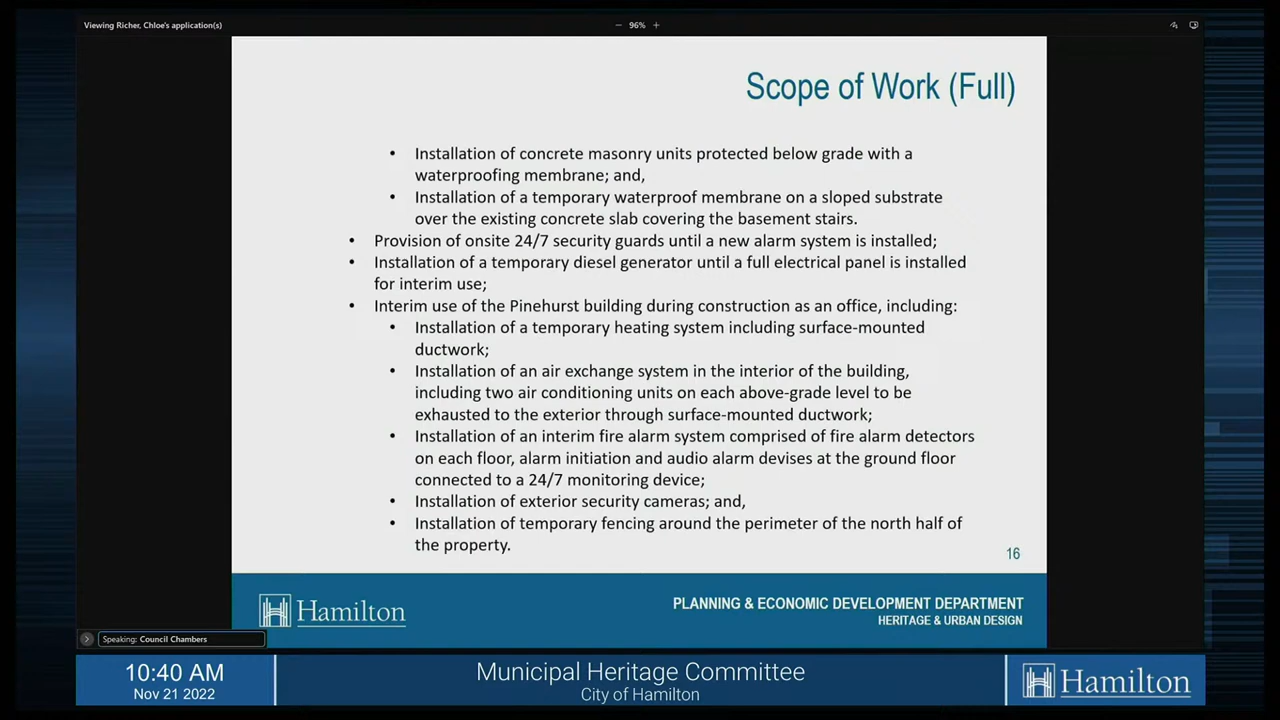 Viewing Richer, Chloe's application(s)
− 96% +
Scope of Work (Full)
• Installation of concrete masonry units protected below grade with a
waterproofing membrane; and,
• Installation of a temporary waterproof membrane on a sloped substrate
over the existing concrete slab covering the basement stairs.
• Provision of onsite 24/7 security guards until a new alarm system is installed;
• Installation of a temporary diesel generator until a full electrical panel is installed
for interim use;
• Interim use of the Pinehurst building during construction as an office, including:
• Installation of a temporary heating system including surface-mounted
ductwork;
• Installation of an air exchange system in the interior of the building,
including two air conditioning units on each above-grade level to be
exhausted to the exterior through surface-mounted ductwork;
• Installation of an interim fire alarm system comprised of fire alarm detectors
on each floor, alarm initiation and audio alarm devises at the ground floor
connected to a 24/7 monitoring device;
• Installation of exterior security cameras; and,
• Installation of temporary fencing around the perimeter of the north half of
the property.
16
Hamilton
PLANNING & ECONOMIC DEVELOPMENT DEPARTMENT
HERITAGE & URBAN DESIGN
Speaking: Council Chambers
10:40 AM
Nov 21 2022
Municipal Heritage Committee
City of Hamilton
Hamilton